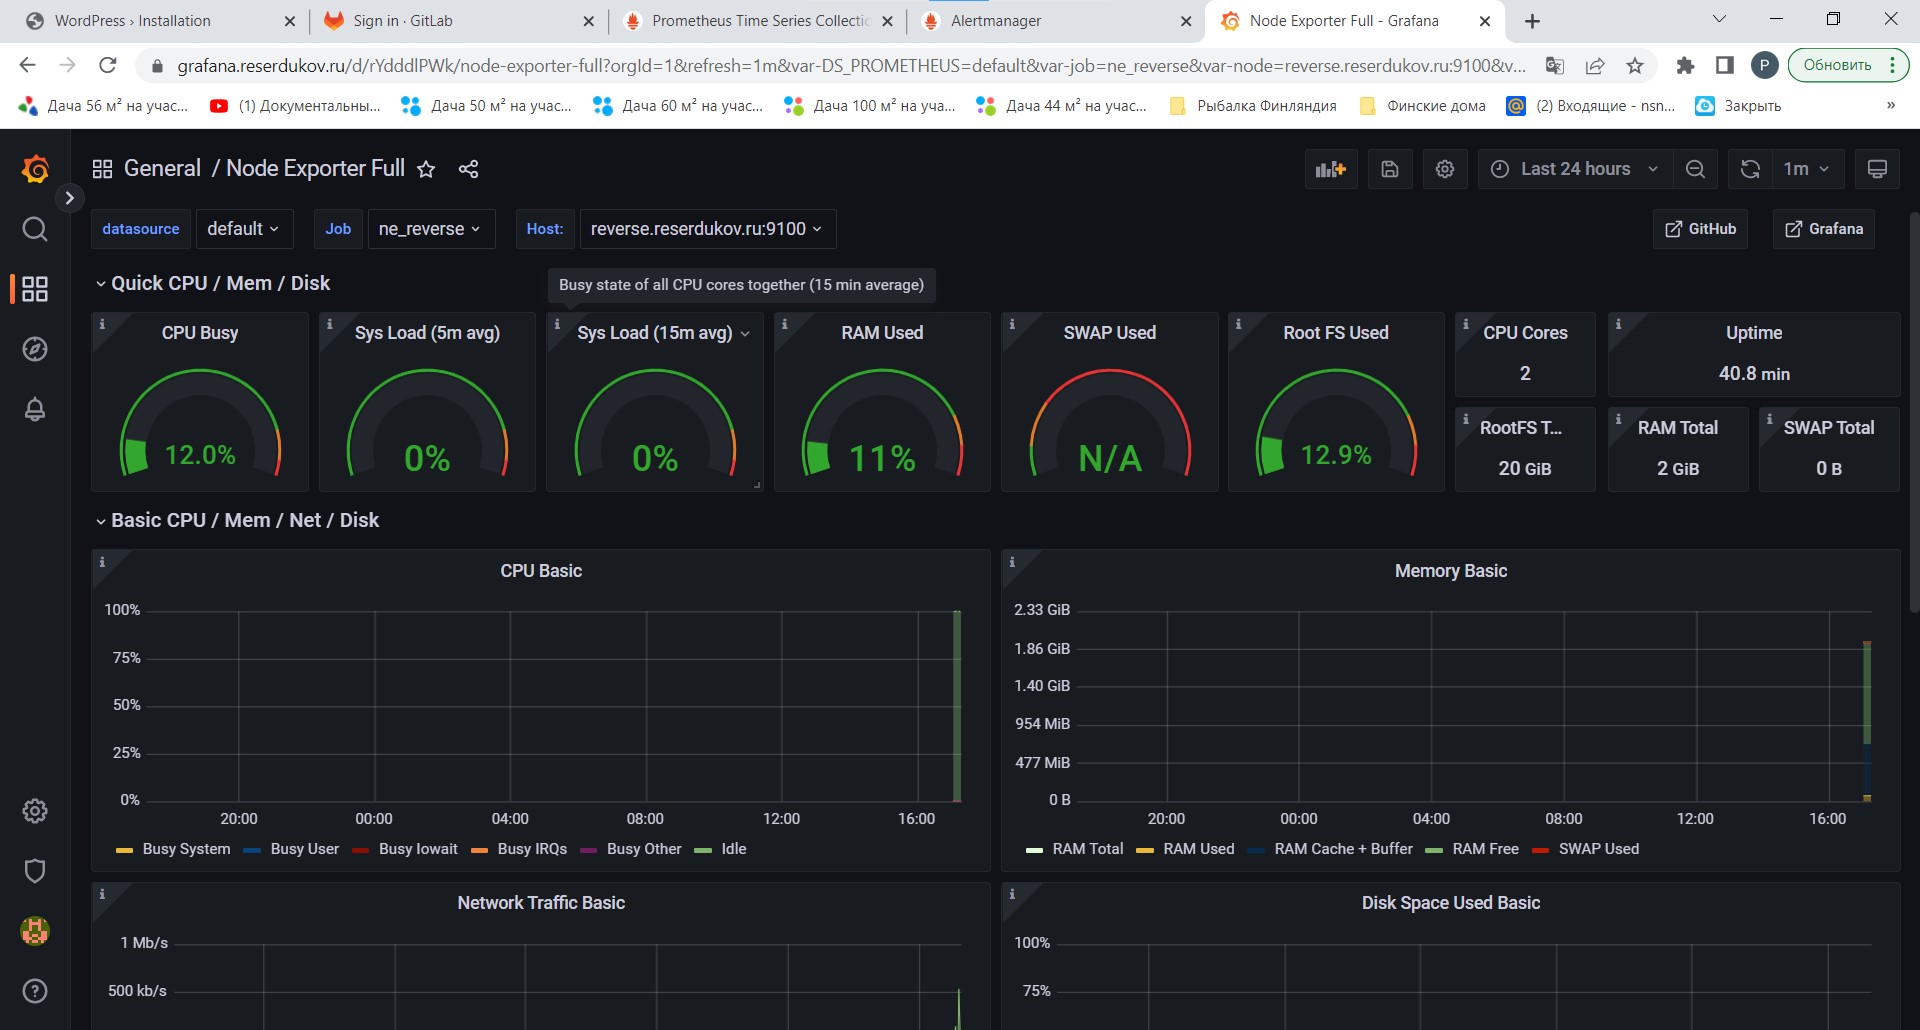 WordPress › Installation
Sign in · GitLab
Prometheus Time Series Collectio
Alertmanager
Node Exporter Full - Grafana
grafana.reserdukov.ru/d/rYdddlPWk/node-exporter-full?orgId=1&refresh=1m&var-DS_PROMETHEUS=default&var-job=ne_reverse&var-node=reverse.reserdukov.ru:9100&v...
P
Обновить
Дача 56 м² на учас...
(1) Документальны...
Дача 50 м² на учас...
Дача 60 м² на учас...
Дача 100 м² на уча...
Дача 44 м² на учас...
Рыбалка Финляндия
Финские дома
(2) Входящие - nsn...
Закрыть
»
General / Node Exporter Full
Last 24 hours
1m
datasource
default
Job
ne_reverse
Host:
reverse.reserdukov.ru:9100
GitHub
Grafana
Quick CPU / Mem / Disk
Busy state of all CPU cores together (15 min average)
CPU Busy
12.0%
Sys Load (5m avg)
0%
Sys Load (15m avg)
0%
RAM Used
11%
SWAP Used
N/A
Root FS Used
12.9%
CPU Cores
2
Uptime
40.8 min
RootFS T...
20 GiB
RAM Total
2 GiB
SWAP Total
0 B
Basic CPU / Mem / Net / Disk
CPU Basic
100%
75%
50%
25%
0%
20:00
00:00
04:00
08:00
12:00
16:00
Busy System
Busy User
Busy Iowait
Busy IRQs
Busy Other
Idle
Memory Basic
2.33 GiB
1.86 GiB
1.40 GiB
954 MiB
477 MiB
0 B
20:00
00:00
04:00
08:00
12:00
16:00
RAM Total
RAM Used
RAM Cache + Buffer
RAM Free
SWAP Used
Network Traffic Basic
1 Mb/s
500 kb/s
Disk Space Used Basic
100%
75%